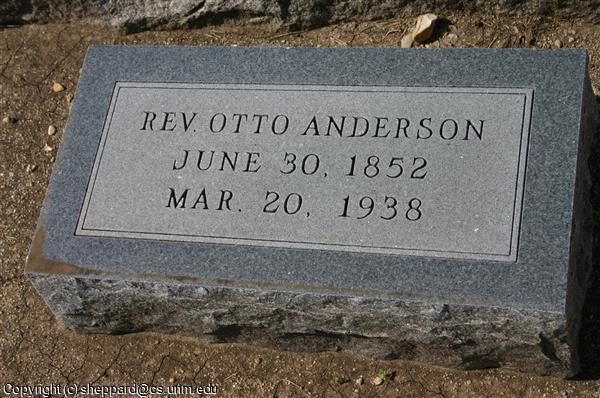 REV. OTTO ANDERSON
JUNE 30, 1852
MAR. 20, 1938
Copyright (c) sheppard@cs.unm.edu